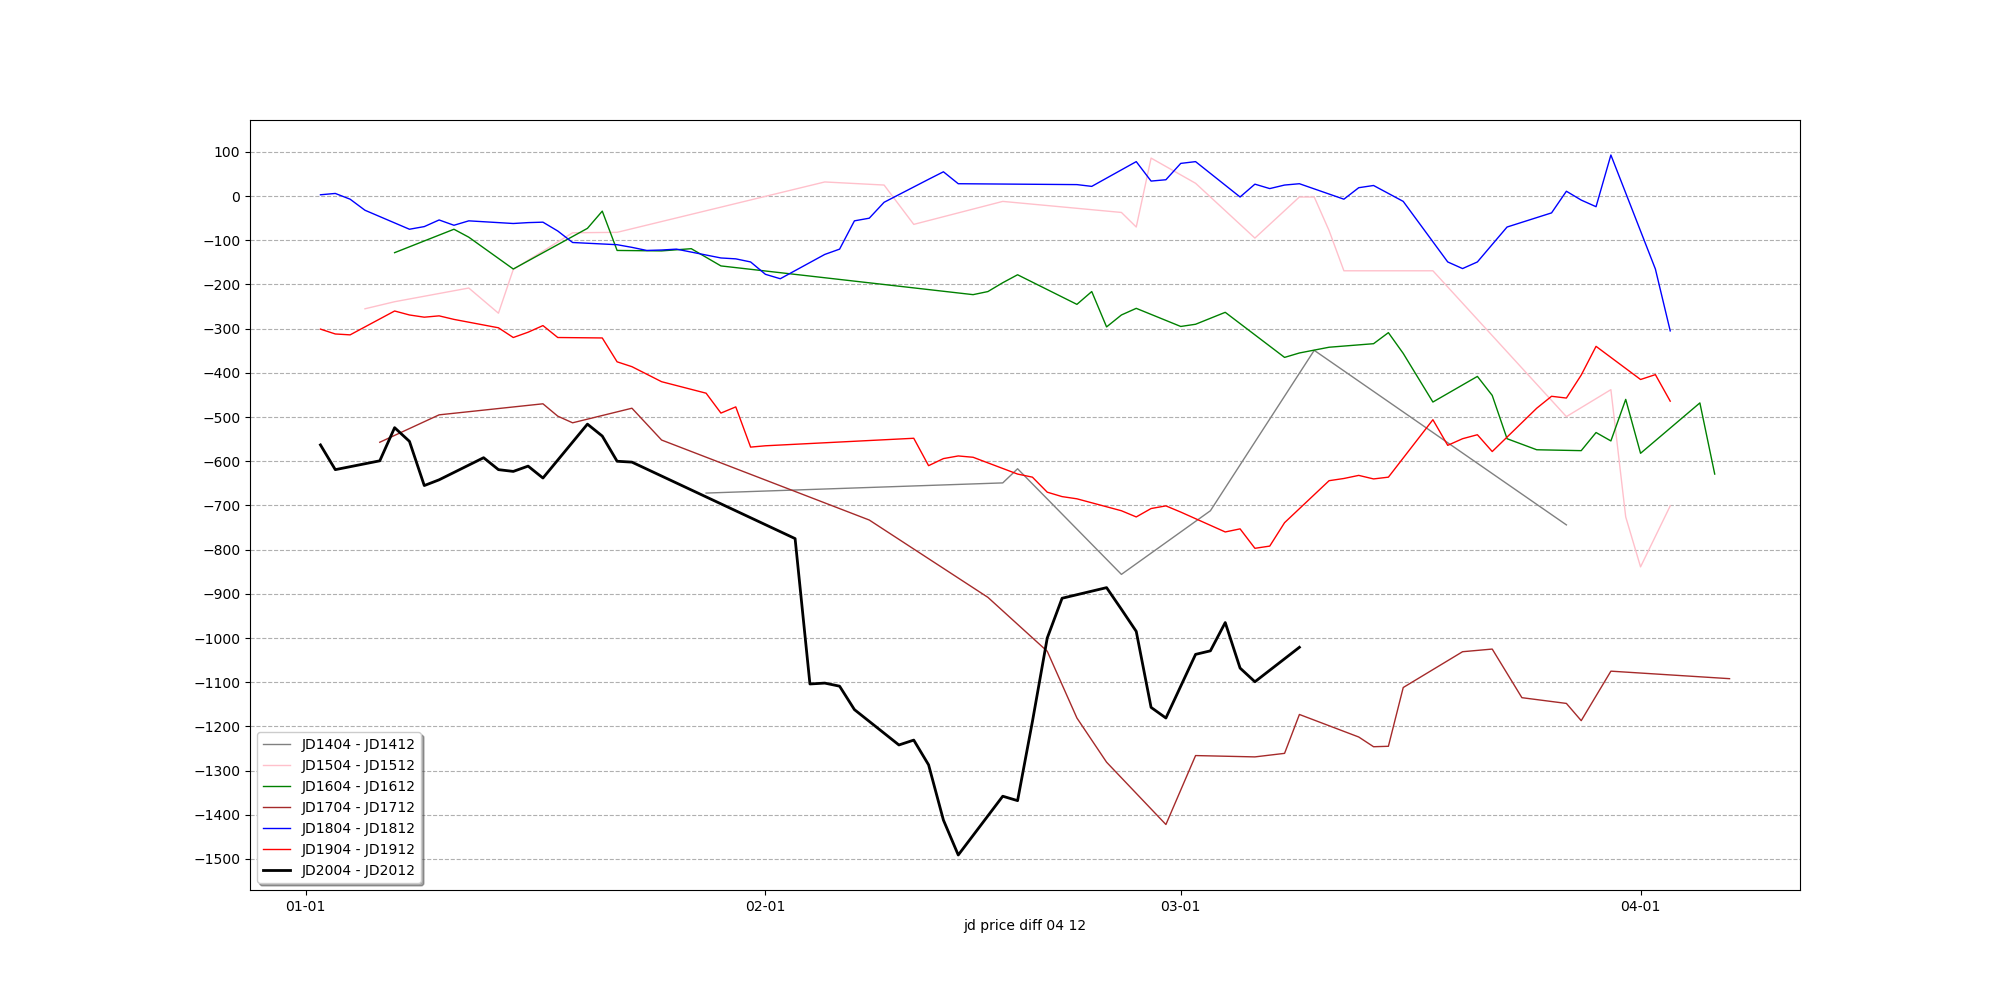 100
0
−100
−200
−300
−400
−500
−600
−700
−800
−900
−1000
−1100
−1200
−1300
−1400
−1500
JD1404 - JD1412
JD1504 - JD1512
JD1604 - JD1612
JD1704 - JD1712
JD1804 - JD1812
JD1904 - JD1912
JD2004 - JD2012
01-01 02-01 03-01 04-01
jd price diff 04 12